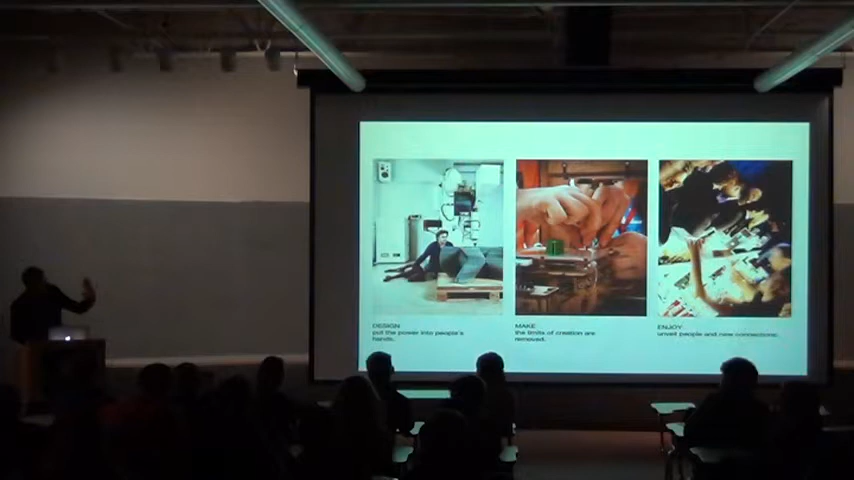 DESIGN
put the power into people's
hands.
MAKE
the limits of creation are
removed.
ENJOY
unveil people and new connections.